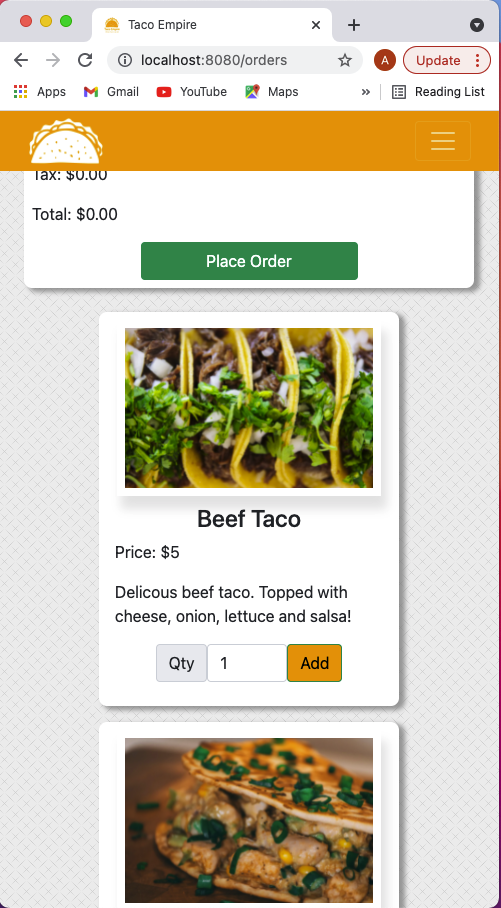 Taco Empire
localhost:8080/orders
A
Update
Apps
Gmail
YouTube
Maps
»
Reading List
Tax: $0.00
Total: $0.00
Place Order
Beef Taco
Price: $5
Delicous beef taco. Topped with
cheese, onion, lettuce and salsa!
Qty 1 Add